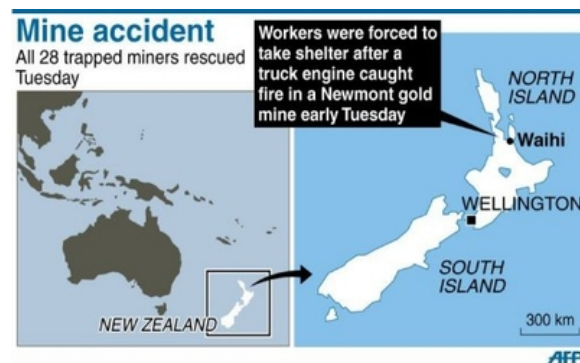 Mine accident
All 28 trapped miners rescued
Tuesday
Workers were forced to
take shelter after a
truck engine caught
fire in a Newmont gold
mine early Tuesday
NORTH
ISLAND
Waihi
WELLINGTON
SOUTH
ISLAND
NEW ZEALAND
300 km
AFP